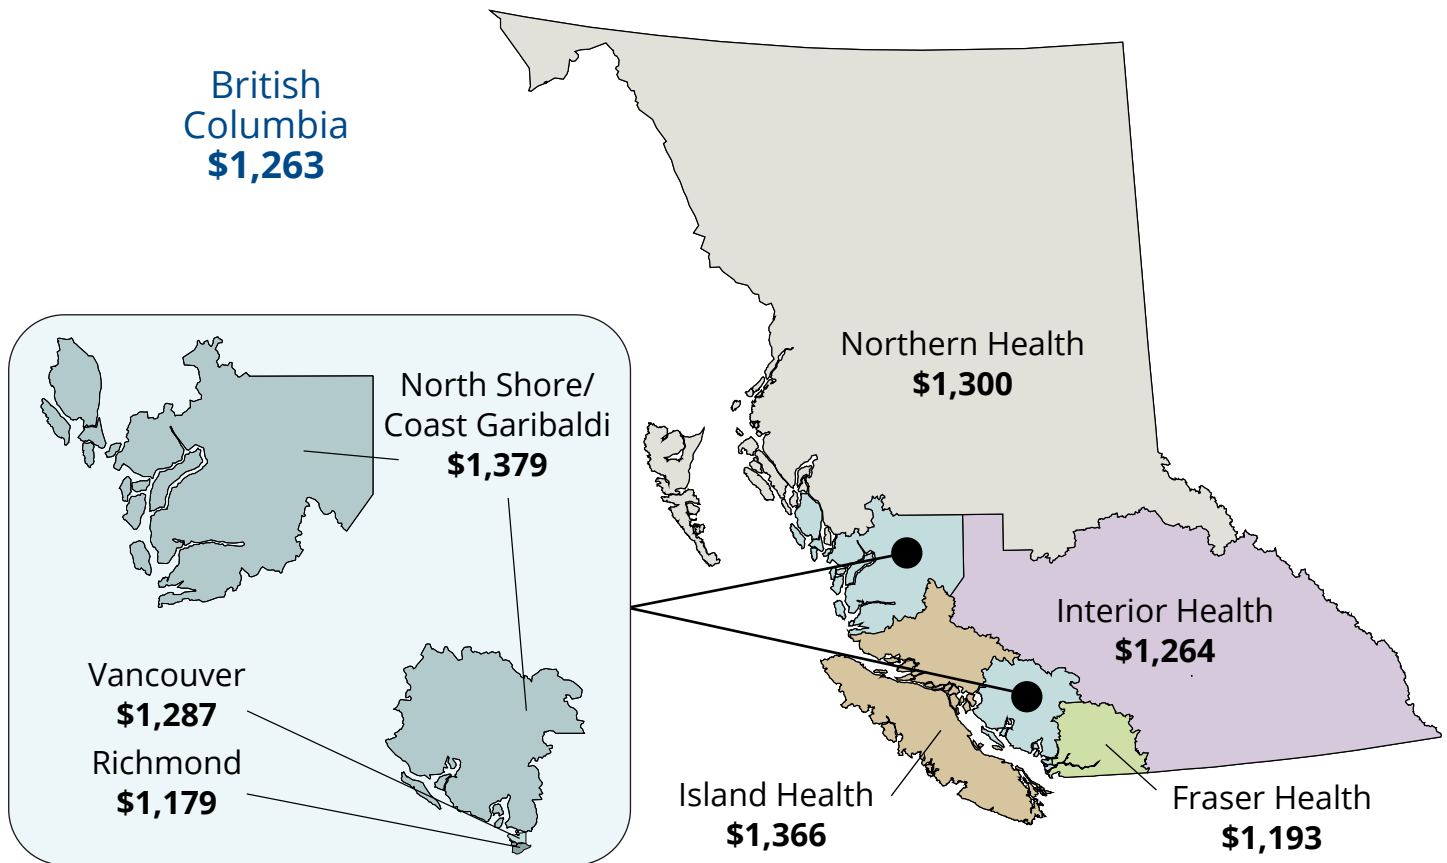 British
Columbia
$1,263
Northern Health
$1,300
North Shore/
Coast Garibaldi
$1,379
Interior Health
$1,264
Vancouver
$1,287
Richmond
$1,179
Island Health
$1,366
Fraser Health
$1,193